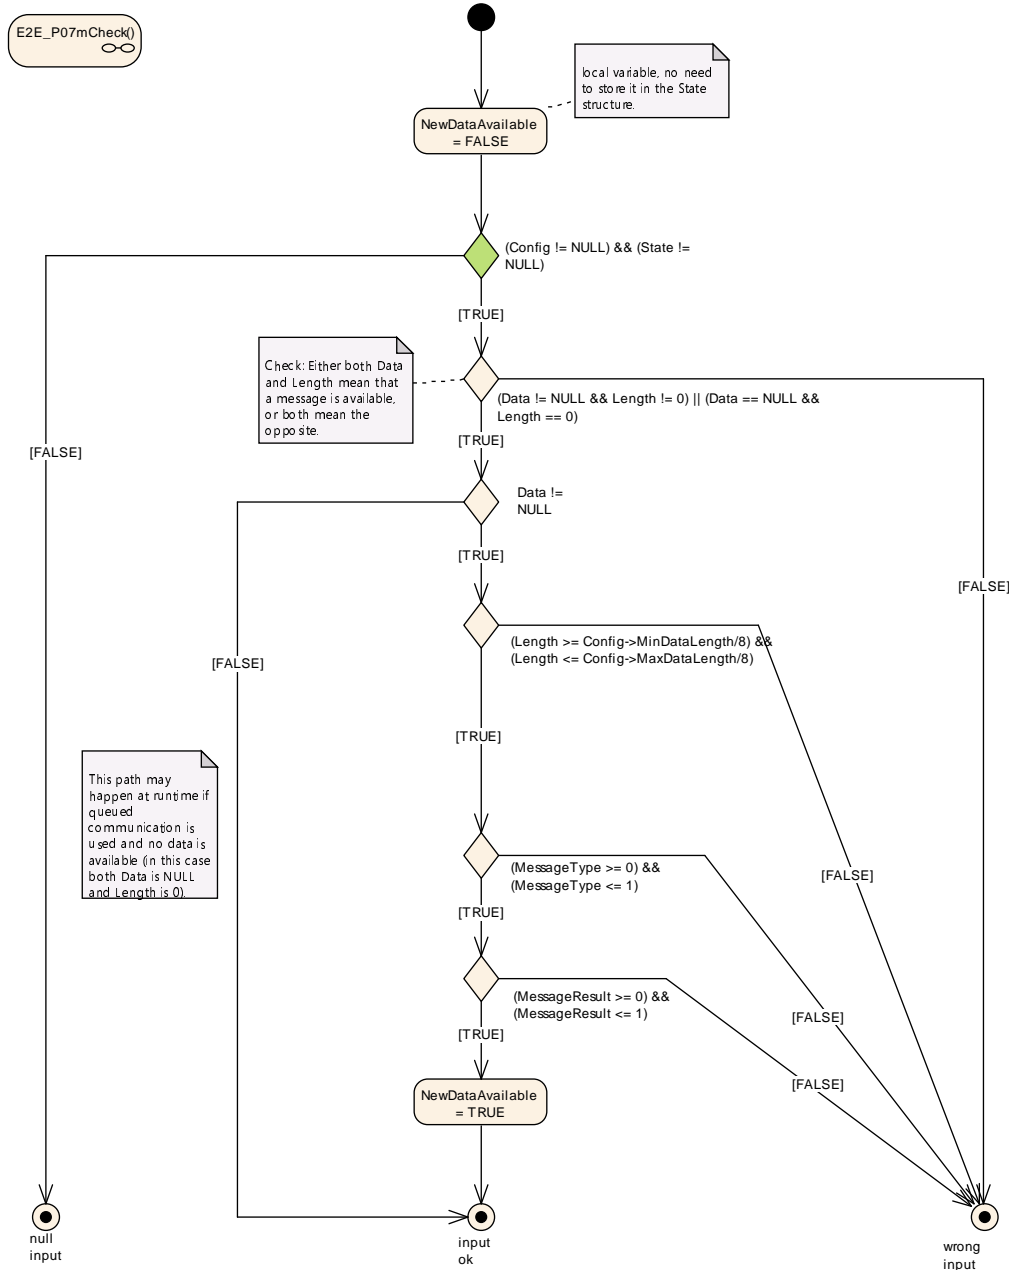 E2E_P07mCheck()
local variable, no need
to store it in the State
structure.
NewDataAvailable
= FALSE
(Config != NULL) && (State !=
NULL)
[TRUE]
Check: Either both Data
and Length mean that
a message is available,
or both mean the
opposite.
(Data != NULL && Length != 0) || (Data == NULL &&
Length == 0)
[TRUE]
[FALSE]
Data !=
NULL
[TRUE]
[FALSE]
(Length >= Config->MinDataLength/8) &&
(Length <= Config->MaxDataLength/8)
[FALSE]
[TRUE]
This path may
happen at runtime if
queued
communication is
used and no data is
available (in this case
both Data is NULL
and Length is 0).
(MessageType >= 0) &&
(MessageType <= 1)
[FALSE]
[TRUE]
(MessageResult >= 0) &&
(MessageResult <= 1)
[FALSE]
[TRUE]
[FALSE]
NewDataAvailable
= TRUE
null
input
input
ok
wrong
input